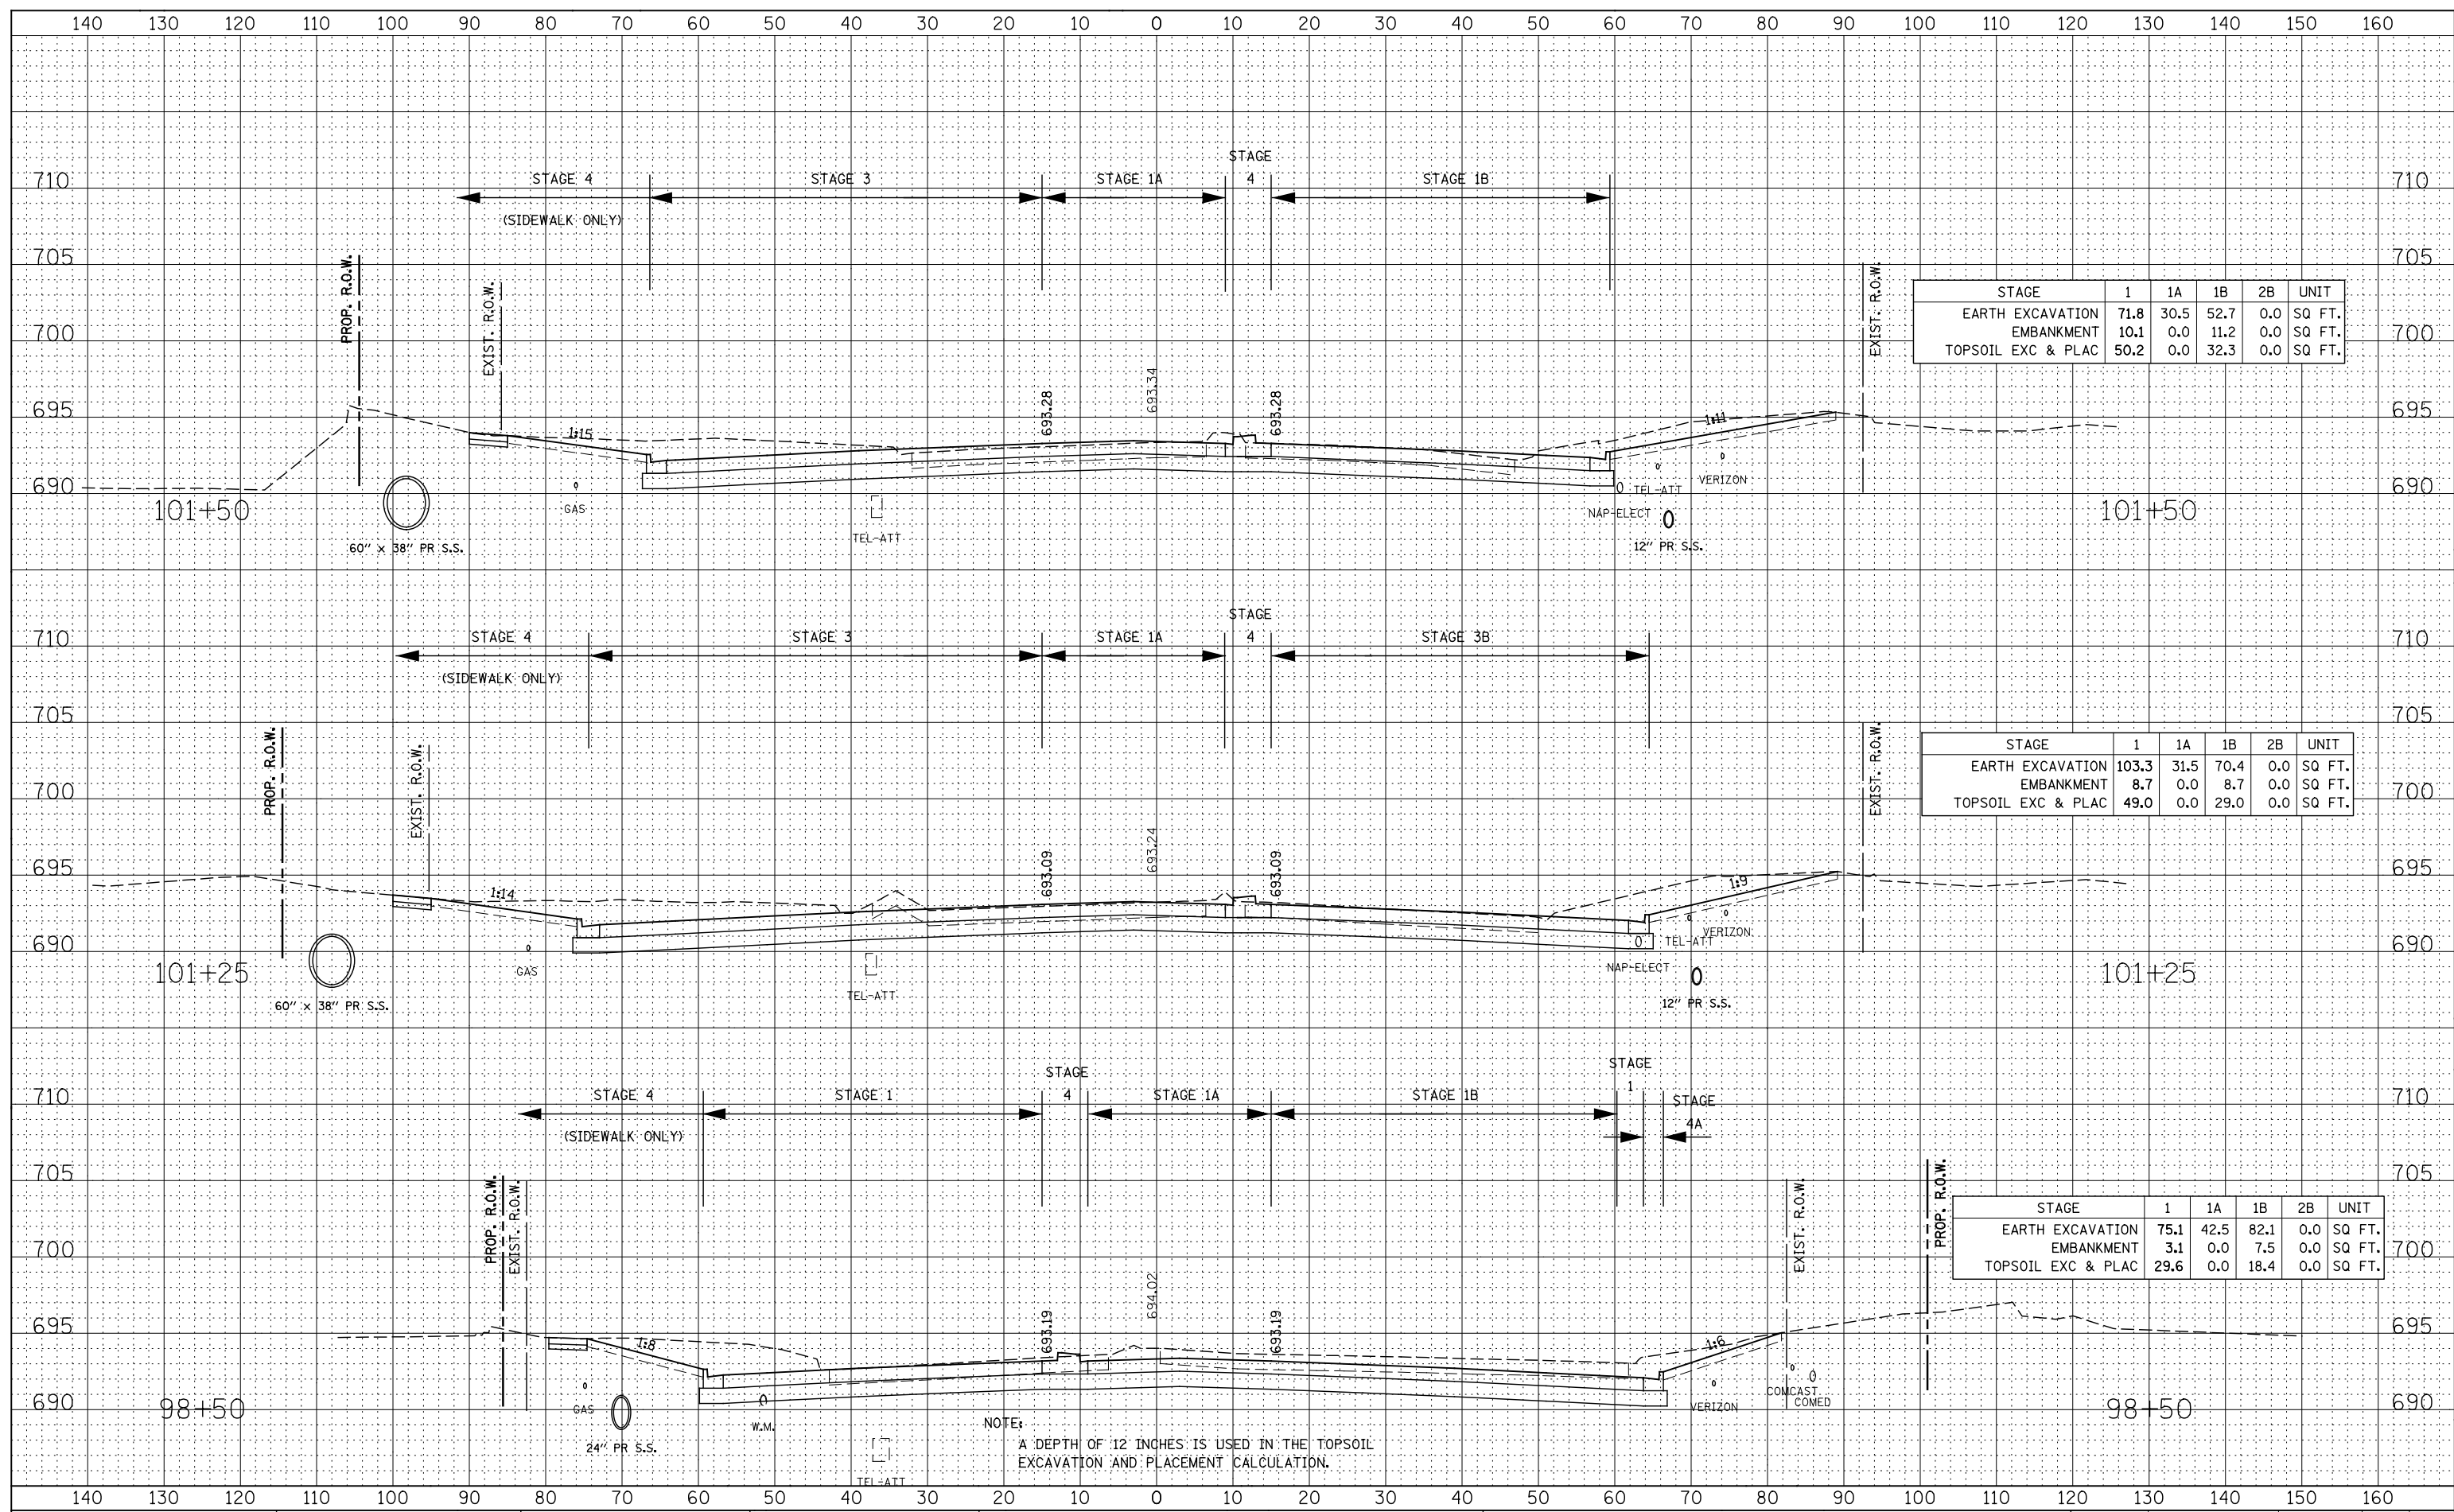 140 130 120 110 100 90 80 70 60 50 40 30 20 10 0 10 20 30 40 50 60 70 80 90 100 110 120 130 140 150 160
STAGE
STAGE 4 STAGE 3 STAGE 1A 4 STAGE 1B
710 710
(SIDEWALK ONLY)
705 705
PROP. R.O.W.
EXIST. R.O.W.
EXIST. R.O.W.
STAGE 1 1A 1B 2B UNIT
EARTH EXCAVATION 71.8 30.5 52.7 0.0 SQ FT.
EMBANKMENT 10.1 0.0 11.2 0.0 SQ FT.
TOPSOIL EXC & PLAC 50.2 0.0 32.3 0.0 SQ FT.
700 700
693.28 693.34 693.28
695 695
1:15 1:11
690 690
GAS TEL-ATT NAP-ELECT TEL-ATT VERIZON
101+50 101+50
60" x 38" PR S.S. 12" PR S.S.
STAGE
STAGE 4 STAGE 3 STAGE 1A 4 STAGE 3B
710 710
(SIDEWALK ONLY)
705 705
PROP. R.O.W.
EXIST. R.O.W.
EXIST. R.O.W.
STAGE 1 1A 1B 2B UNIT
EARTH EXCAVATION 103.3 31.5 70.4 0.0 SQ FT.
EMBANKMENT 8.7 0.0 8.7 0.0 SQ FT.
TOPSOIL EXC & PLAC 49.0 0.0 29.0 0.0 SQ FT.
700 700
693.09 693.24 693.09
695 695
1:14 1:9
690 690
GAS TEL-ATT NAP-ELECT TEL-ATT VERIZON
101+25 101+25
60" x 38" PR S.S. 12" PR S.S.
STAGE STAGE
STAGE 4 STAGE 1 4 STAGE 1A STAGE 1B 1
710 710
STAGE
4A
(SIDEWALK ONLY)
705 705
PROP. R.O.W.
EXIST. R.O.W.
EXIST. R.O.W.
PROP. R.O.W.
STAGE 1 1A 1B 2B UNIT
EARTH EXCAVATION 75.1 42.5 82.1 0.0 SQ FT.
EMBANKMENT 3.1 0.0 7.5 0.0 SQ FT.
TOPSOIL EXC & PLAC 29.6 0.0 18.4 0.0 SQ FT.
700 700
693.19 694.02 693.19
695 695
1:8 1:6
690 690
GAS W.M. VERIZON COMCAST COMED
98+50 98+50
24" PR S.S.
TEL-ATT
NOTE:
A DEPTH OF 12 INCHES IS USED IN THE TOPSOIL
EXCAVATION AND PLACEMENT CALCULATION.
140 130 120 110 100 90 80 70 60 50 40 30 20 10 0 10 20 30 40 50 60 70 80 90 100 110 120 130 140 150 160